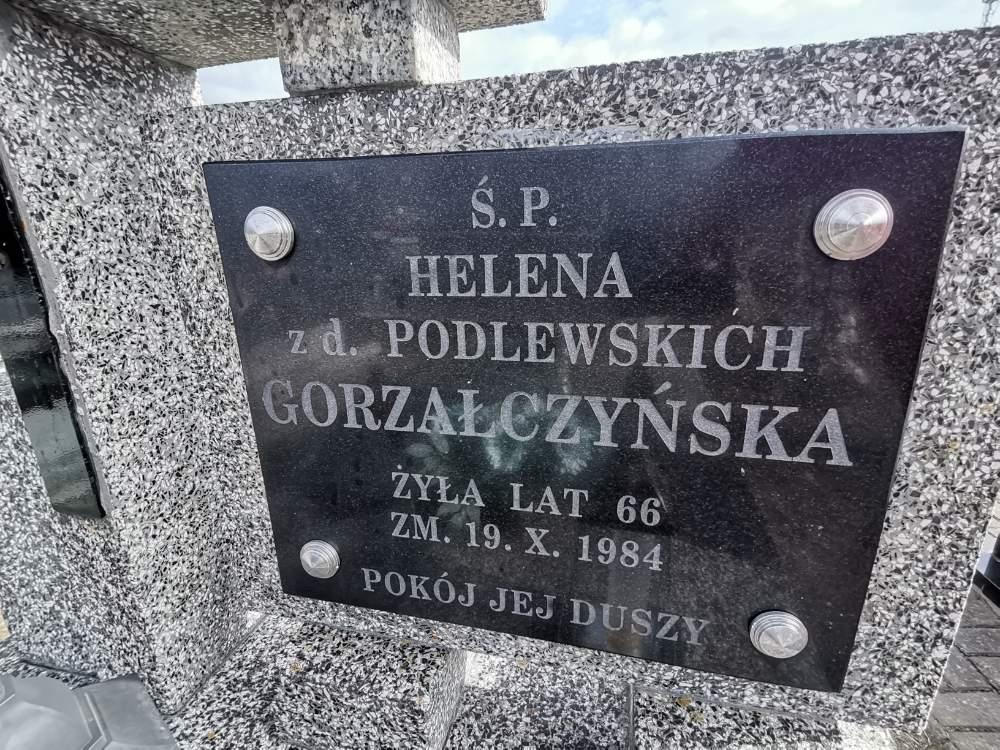 Ś. P.
HELENA
z d. PODLEWSKICH
GORZAŁCZYŃSKA
ŻYŁA LAT 66
ZM. 19. X. 1984
POKÓJ JEJ DUSZY